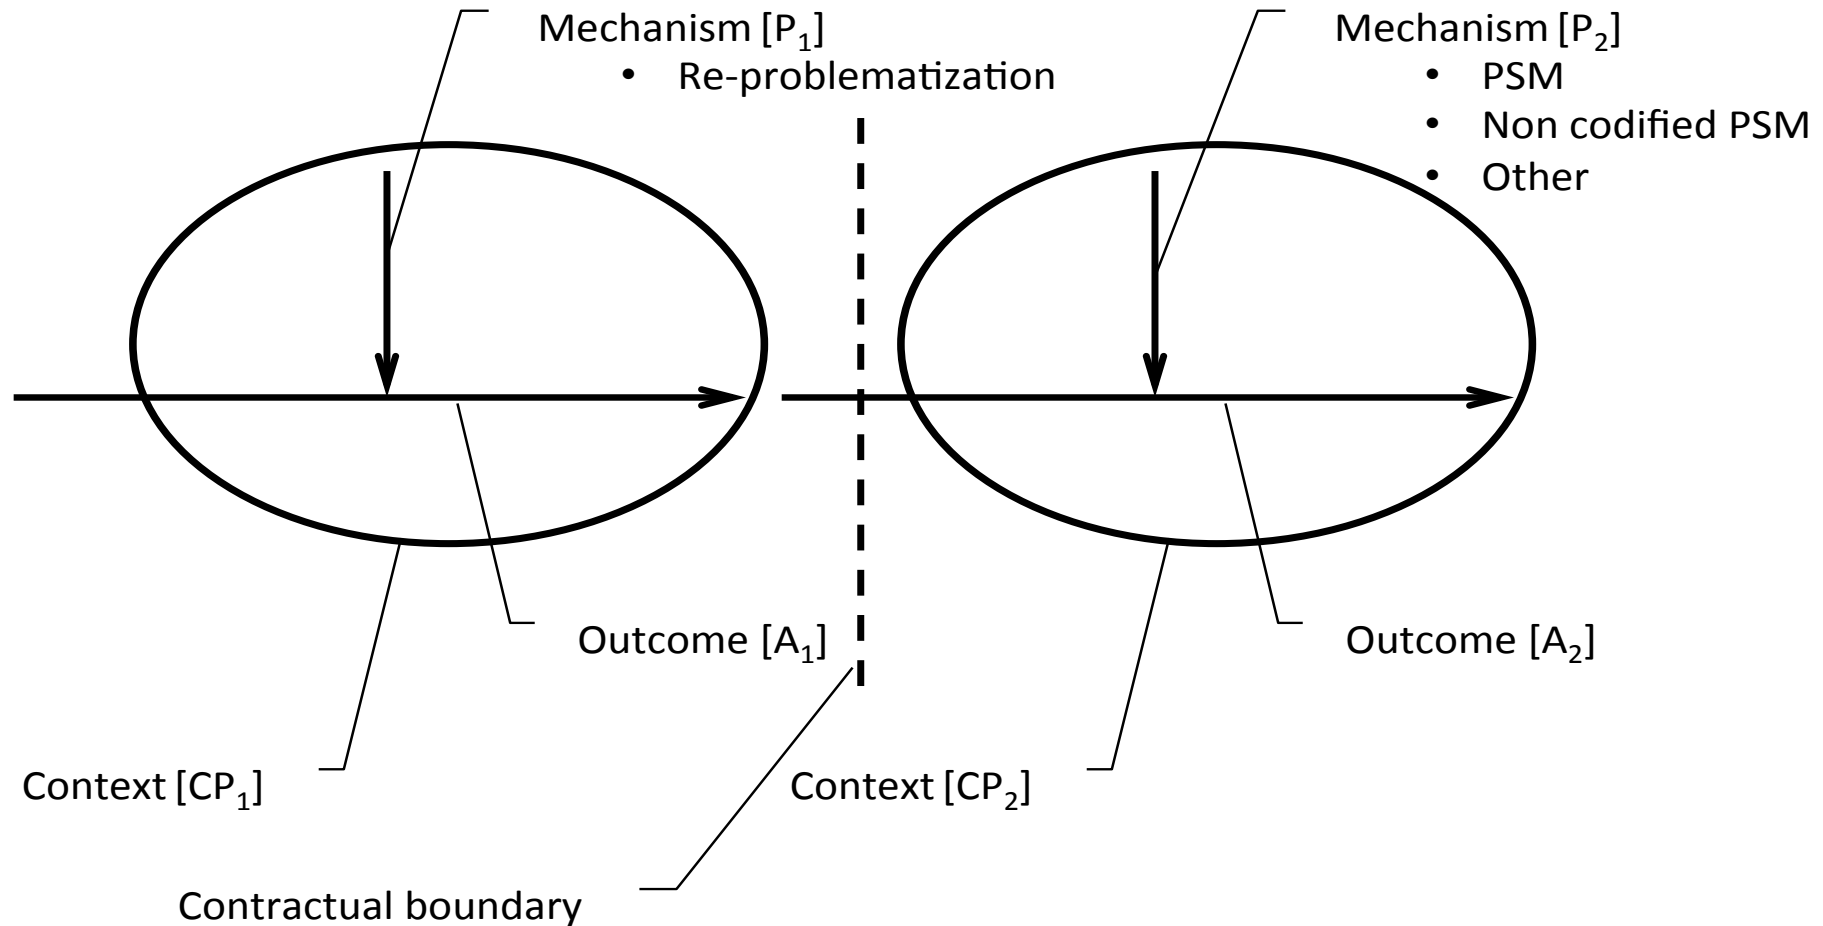 Mechanism [P₁]
• Re-problematization
Mechanism [P₂]
• PSM
• Non codified PSM
• Other
Outcome [A₁]
Outcome [A₂]
Context [CP₁]
Context [CP₂]
Contractual boundary